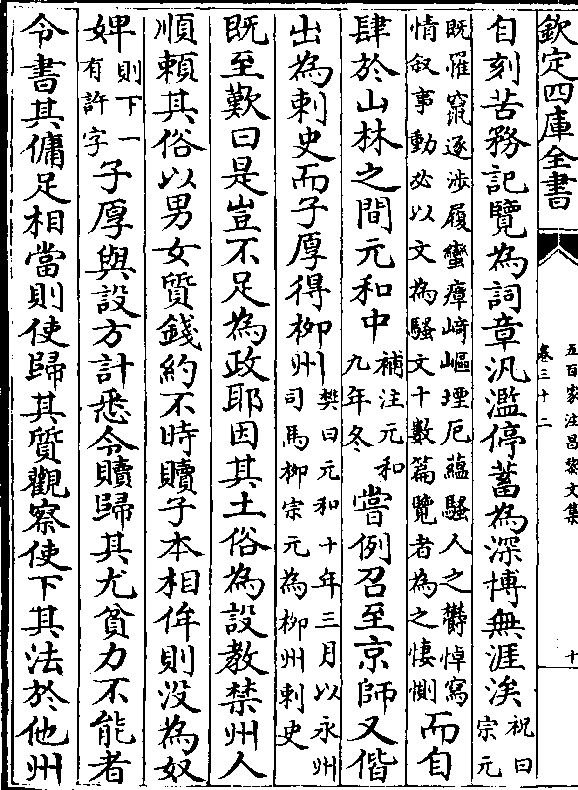 欽定四庫全書
五百家注昌黎文集
卷三十二
十
自刻苦務記覽為詞章汎濫停蓄為深博無涯涘祝曰宗元
既罹竄逐涉履蠻瘴崎嶇堙厄蘊騷人之鬱悼寫
情叙事動必以文為騷文十數篇覽者為之悽惻而自
肆於山林之間元和中補注元和九年冬嘗例召至京師又偕
出為刺史而子厚得柳州樊曰元和十年三月以永州司馬柳宗元為柳州刺史
既至歎曰是豈不足為政耶因其土俗為設教禁州人
順賴其俗以男女質錢約不時贖子本相侔則没為奴
婢則下一有許字子厚與設方計悉令贖歸其尤貧力不能者
令書其傭足相當則使歸其質觀察使下其法於他州